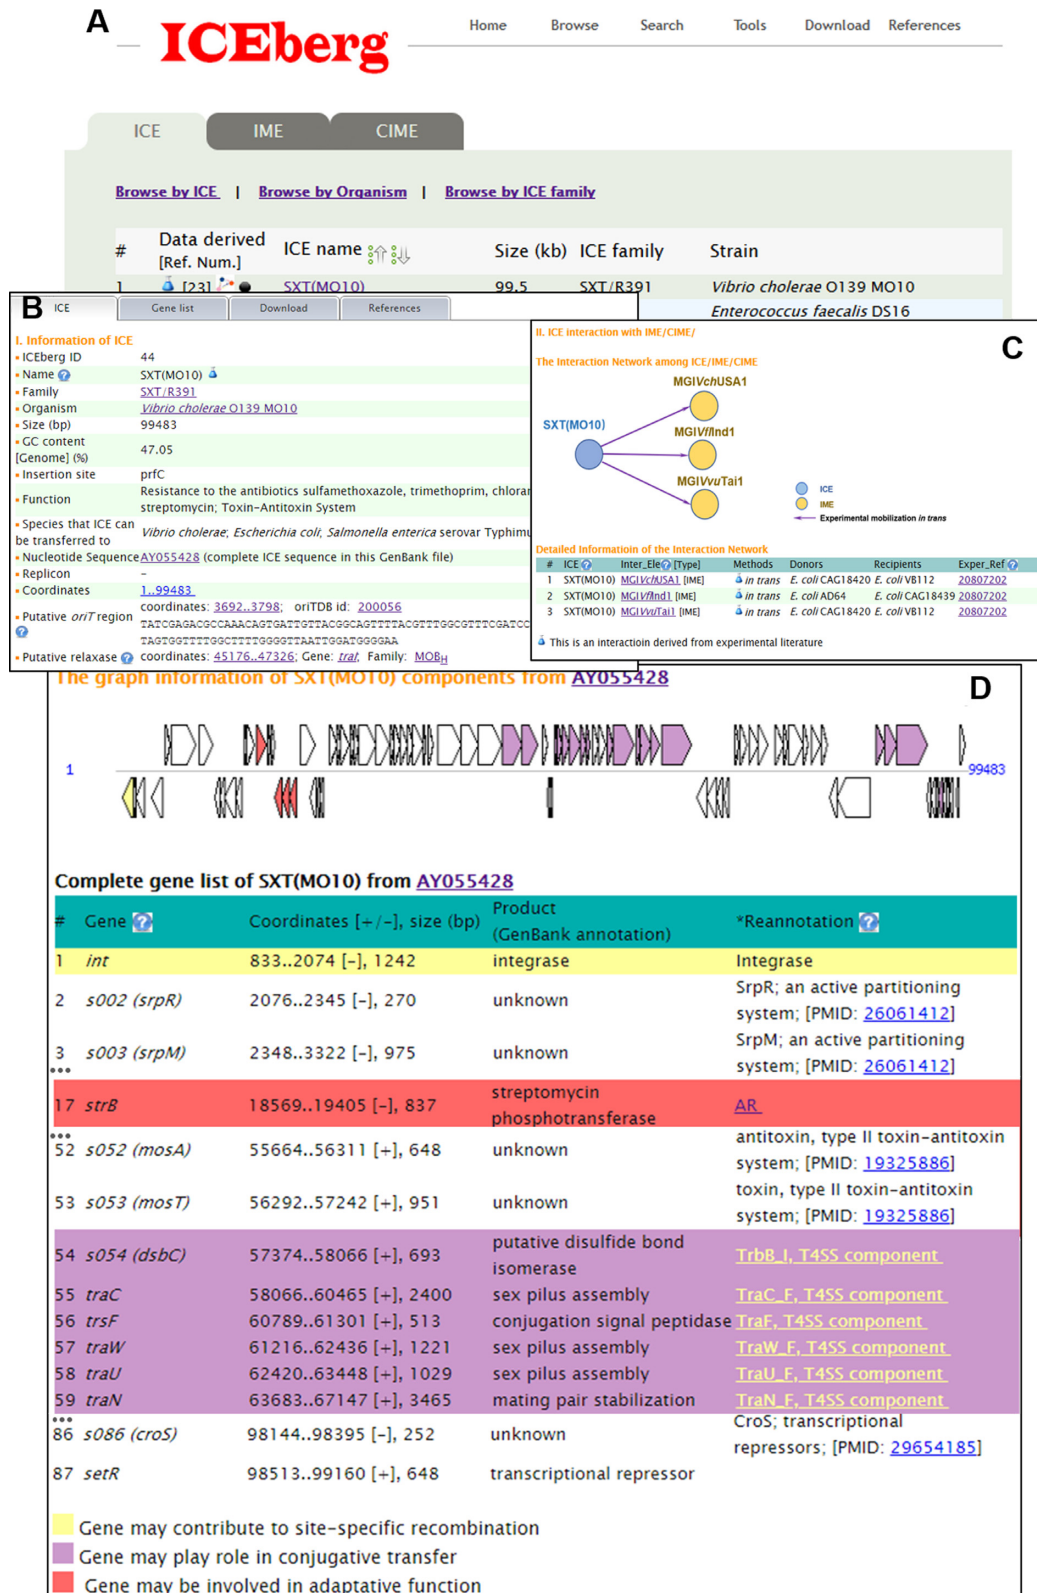 A
ICEberg
Home Browse Search Tools Download References
ICE IME CIME
Browse by ICE | Browse by Organism | Browse by ICE family
# Data derived [Ref. Num.] ICE name Size (kb) ICE family Strain
1 [23] SXT(MO10) 99.5 SXT/R391 Vibrio cholerae O139 MO10
Enterococcus faecalis DS16
B
ICE Gene list Download References
I. Information of ICE
ICEberg ID 44
Name SXT(MO10)
Family SXT/R391
Organism Vibrio cholerae O139 MO10
Size (bp) 99483
GC content [Genome] (%) 47.05
Insertion site prfC
Function Resistance to the antibiotics sulfamethoxazole, trimethoprim, chlorar
streptomycin; Toxin-Antitoxin System
Species that ICE can be transferred to Vibrio cholerae, Escherichia coli, Salmonella enterica serovar Typhimu
Nucleotide Sequence AY055428 (complete ICE sequence in this GenBank file)
Replicon -
Coordinates 1..99483
Putative oriT region coordinates: 3692..3798; oriTDB id: 200056
TATCGAGACGCCAAACAGTGATTGTTACGGCAGTTTTACGTTTGGCGTTTCGATCC
TAGTGGTTTTGGCTTTTGGGGTTAATTGGATGGGGAA
Putative relaxase coordinates: 45176..47326; Gene: traI; Family: MOBH
C
II. ICE interaction with IME/CIME/
The Interaction Network among ICE/IME/CIME
MGIVchUSA1
SXT(MO10)
MGIVflInd1
MGIVvuTai1
ICE
IME
Experimental mobilization in trans
Detailed Informatioin of the Interaction Network
# ICE Inter_Ele [Type] Methods Donors Recipients Exper_Ref
1 SXT(MO10) MGIVchUSA1 [IME] in trans E. coli CAG18420 E. coli VB112 20807202
2 SXT(MO10) MGIVflInd1 [IME] in trans E. coli AD64 E. coli CAG18439 20807202
3 SXT(MO10) MGIVvuTai1 [IME] in trans E. coli CAG18420 E. coli VB112 20807202
This is an interactioin derived from experimental literature
D
The graph information of SXT(MO10) components from AY055428
1 99483
Complete gene list of SXT(MO10) from AY055428
# Gene Coordinates [+/-], size (bp) Product (GenBank annotation) *Reannotation
1 int 833..2074 [-], 1242 integrase Integrase
2 s002 (srpR) 2076..2345 [-], 270 unknown SrpR; an active partitioning
system; [PMID: 26061412]
3 s003 (srpM) 2348..3322 [-], 975 unknown SrpM; an active partitioning
system; [PMID: 26061412]
•••
17 strB 18569..19405 [-], 837 streptomycin phosphotransferase AR
•••
52 s052 (mosA) 55664..56311 [+], 648 unknown antitoxin, type II toxin-antitoxin
system; [PMID: 19325886]
53 s053 (mosT) 56292..57242 [+], 951 unknown toxin, type II toxin-antitoxin
system; [PMID: 19325886]
54 s054 (dsbC) 57374..58066 [+], 693 putative disulfide bond isomerase TrbB_I, T4SS component
55 traC 58066..60465 [+], 2400 sex pilus assembly TraC_F, T4SS component
56 trsF 60789..61301 [+], 513 conjugation signal peptidase TraF, T4SS component
57 traW 61216..62436 [+], 1221 sex pilus assembly TraW_F, T4SS component
58 traU 62420..63448 [+], 1029 sex pilus assembly TraU_F, T4SS component
59 traN 63683..67147 [+], 3465 mating pair stabilization TraN_F, T4SS component
•••
86 s086 (croS) 98144..98395 [-], 252 unknown CroS; transcriptional
repressors; [PMID: 29654185]
87 setR 98513..99160 [+], 648 transcriptional repressor
Gene may contribute to site-specific recombination
Gene may play role in conjugative transfer
Gene may be involved in adaptative function